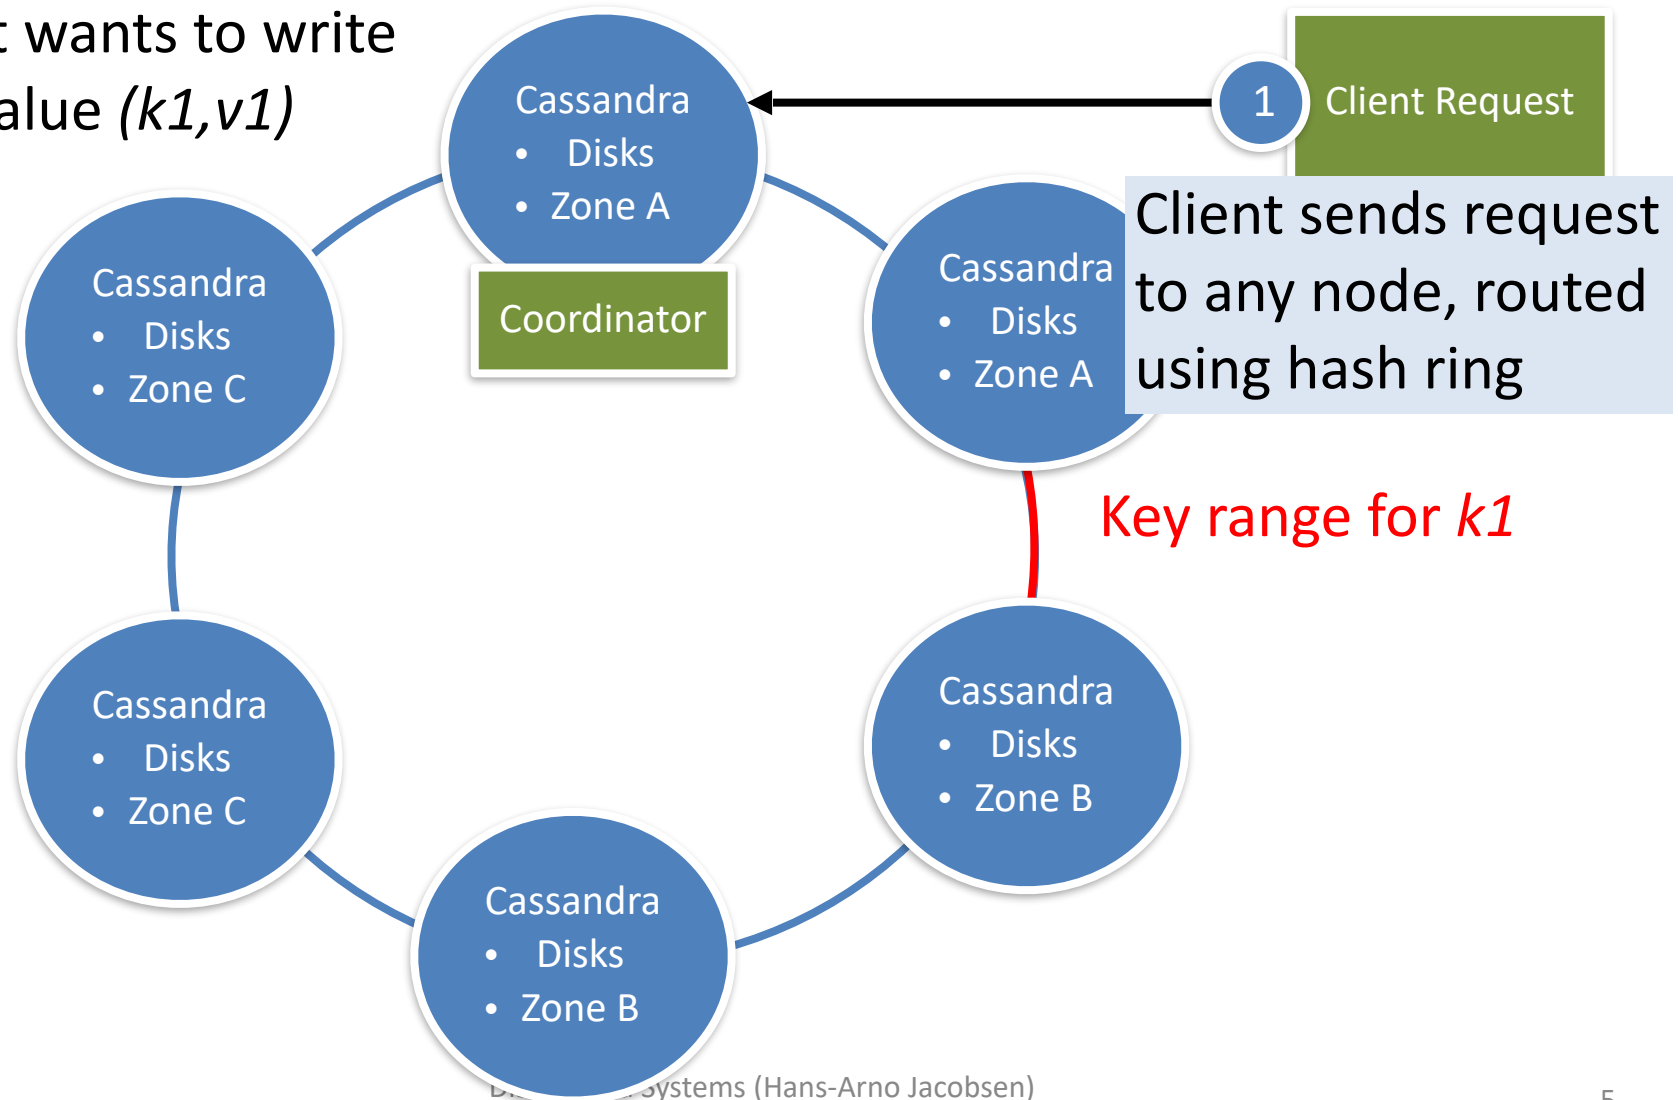 t wants to write
alue (k1,v1)
Cassandra
• Disks
• Zone A
Coordinator
1
Client Request
Client sends request
to any node, routed
using hash ring
Cassandra
• Disks
• Zone A
Cassandra
• Disks
• Zone C
Key range for k1
Cassandra
• Disks
• Zone B
Cassandra
• Disks
• Zone C
Cassandra
• Disks
• Zone B
Systems (Hans-Arno Jacobsen)